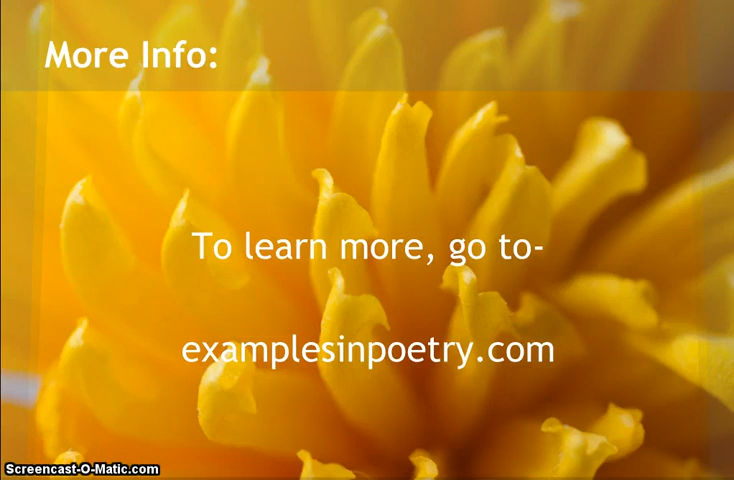 More Info:
To learn more, go to-
examplesinpoetry.com
Screencast-O-Matic.com